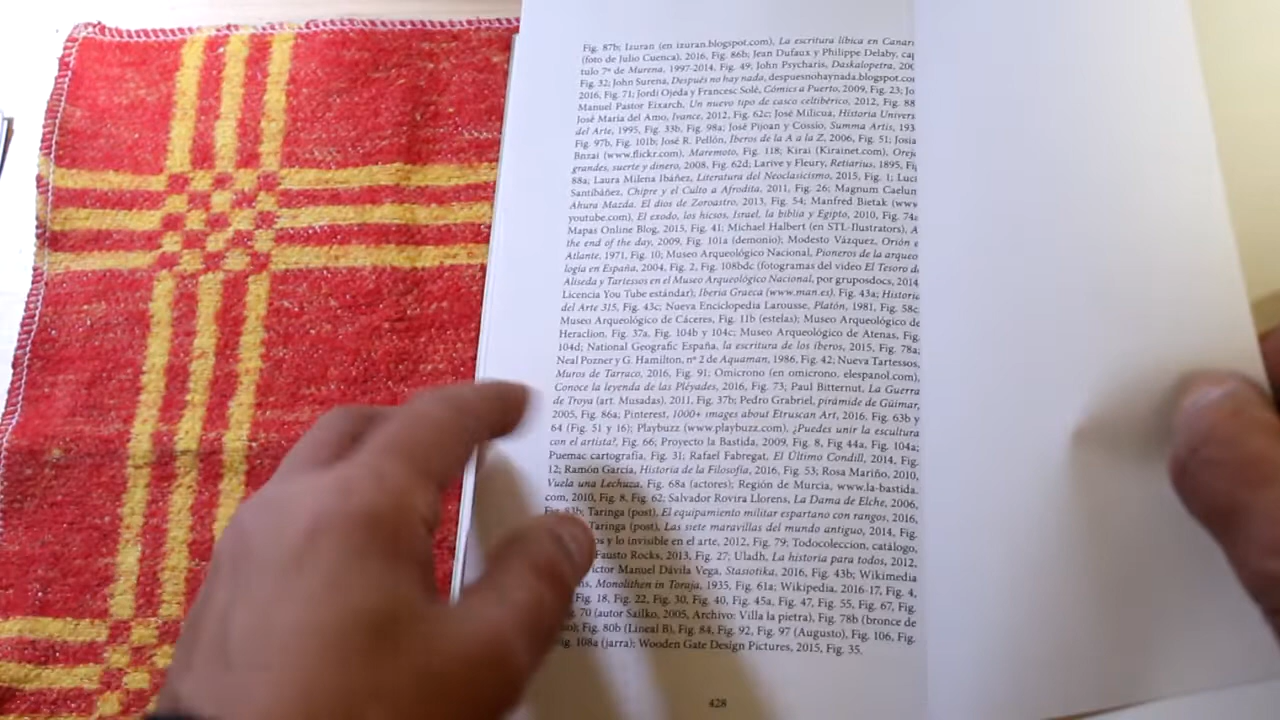 Fig. 87b; Izuran (en izuran.blogspot.com), La escritura líbica en Canari
(foto de Julio Cuenca), 2016, Fig. 86b; Jean Dufaux y Philippe Delaby, cap
tulo 7º de Murena, 1997-2014, Fig. 49; John Psycharis, Daskalopetra, 200
Fig. 32; John Surena, Después no hay nada, despuesnohaynada.blogspot.com
2016, Fig. 71; Jordi Ojeda y Francesc Solé, Cómics a Puerto, 2009, Fig. 23; Jo
Manuel Pastor Eixarch, Un nuevo tipo de casco celtibérico, 2012, Fig. 88
José María del Amo, Ivance, 2012, Fig. 62c; José Milicua, Historia Univers
del Arte, 1995, Fig. 33b, Fig. 98a; José Pijoan y Cossio, Summa Artis, 193
Fig. 97b, Fig. 101b; José R. Pellón, Íberos de la A a la Z, 2006, Fig. 51; Josia
Bnzai (www.flickr.com), Maremoto, Fig. 118; Kirai (Kirainet.com), Orej
grandes, suerte y dinero, 2008, Fig. 62d; Larive y Fleury, Retiarius, 1895, Fi
88a; Laura Milena Ibáñez, Literatura del Neoclasicismo, 2015, Fig. 1; Luci
Santibáñez, Chipre y el Culto a Afrodita, 2011, Fig. 26; Magnum Caelun
Ahura Mazda. El dios de Zoroastro, 2013, Fig. 54; Manfred Bietak (www
youtube.com), El exodo, los hicsos, Israel, la biblia y Egipto, 2010, Fig. 74a
Mapas Online Blog, 2015, Fig. 41; Michael Halbert (en STL-Ilustrators), A
the end of the day, 2009, Fig. 101a (demonio); Modesto Vázquez, Orión e
Atlante, 1971, Fig. 10; Museo Arqueológico Nacional, Pioneros de la arqueo
logía en España, 2004, Fig. 2, Fig. 108bdc (fotogramas del video El Tesoro d
Aliseda y Tartessos en el Museo Arqueológico Nacional, por gruposdocs, 2014
Licencia You Tube estándar); Iberia Graeca (www.man.es), Fig. 43a; Historia
del Arte 315, Fig. 43c; Nueva Enciclopedia Larousse, Platón, 1981, Fig. 58c
Museo Arqueológico de Cáceres, Fig. 11b (estelas); Museo Arqueológico de
Heraclion, Fig. 37a, Fig. 104b y 104c; Museo Arqueológico de Atenas, Fig.
104d; National Geografic España, la escritura de los íberos, 2015, Fig. 78a;
Neal Pozner y G. Hamilton, nº 2 de Aquaman, 1986, Fig. 42; Nueva Tartessos,
Muros de Tarraco, 2016, Fig. 91; Omicrono (en omicrono, elespanol.com),
Conoce la leyenda de las Pléyades, 2016, Fig. 73; Paul Bitternut, La Guerra
de Troya (art. Musadas), 2011, Fig. 37b; Pedro Grabriel, pirámide de Güimar,
2005, Fig. 86a; Pinterest, 1000+ images about Etruscan Art, 2016, Fig. 63b y
64 (Fig. 51 y 16); Playbuzz (www.playbuzz.com), ¿Puedes unir la escultura
con el artista?, Fig. 66; Proyecto la Bastida, 2009, Fig. 8, Fig 44a, Fig. 104a;
Puemac cartografía, Fig. 31; Rafael Fabregat, El Último Condill, 2014, Fig.
12; Ramón García, Historia de la Filosofía, 2016, Fig. 53; Rosa Mariño, 2010,
Vuela una Lechuza, Fig. 68a (actores); Región de Murcia, www.la-bastida.
com, 2010, Fig. 8, Fig. 62; Salvador Rovira Llorens, La Dama de Elche, 2006,
Fig. 83b; Taringa (post), El equipamiento militar espartano con rangos, 2016,
Taringa (post), Las siete maravillas del mundo antiguo, 2014, Fig.
os y lo invisible en el arte, 2012, Fig. 79; Todocoleccion, catálogo,
Fausto Rocks, 2013, Fig. 27; Uladh, La historia para todos, 2012,
íctor Manuel Dávila Vega, Stasiotika, 2016, Fig. 43b; Wikimedia
ns, Monolithen in Toraja, 1935, Fig. 61a; Wikipedia, 2016-17, Fig. 4,
Fig. 18, Fig. 22, Fig. 30, Fig. 40, Fig. 45a, Fig. 47, Fig. 55, Fig. 67, Fig.
70 (autor Sailko, 2005, Archivo: Villa la pietra), Fig. 78b (bronce de
Fig. 80b (Lineal B), Fig. 84, Fig. 92, Fig. 97 (Augusto), Fig. 106, Fig.
ig. 108a (jarra); Wooden Gate Design Pictures, 2015, Fig. 35.
428